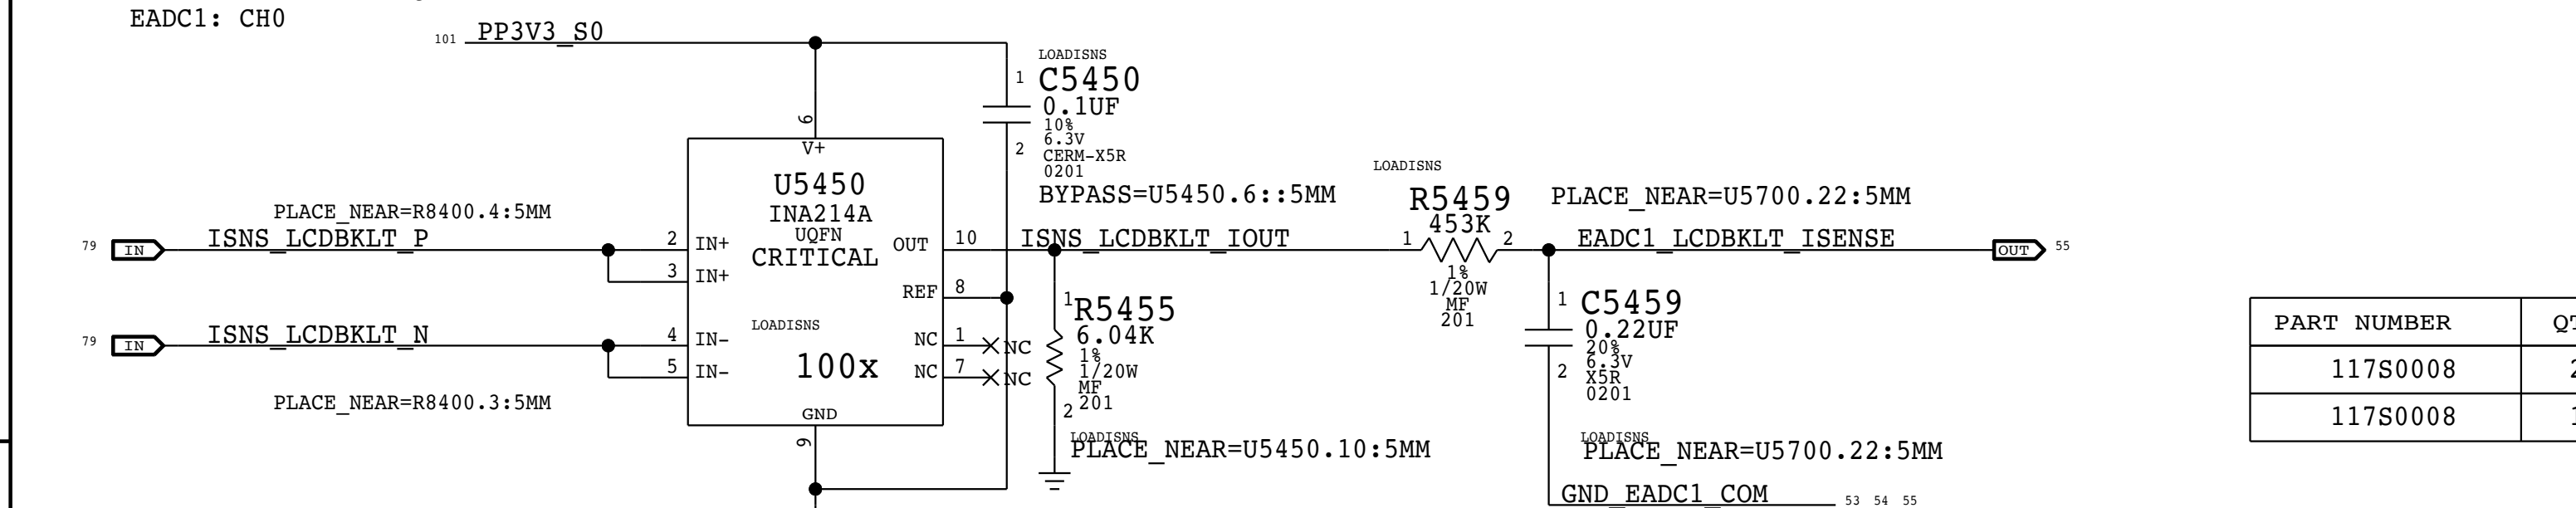 EADC1: CH0
101 PP3V3_S0
LOADISNS
1 C5450
0.1UF
10%
6.3V
2 CERM-X5R
0201
BYPASS=U5450.6::5MM
6
V+
U5450
INA214A
UQFN
CRITICAL
LOADISNS
100x
GND
9
PLACE_NEAR=R8400.4:5MM
79 IN ISNS_LCDBKLT_P 2 IN+
3 IN+
79 IN ISNS_LCDBKLT_N 4 IN-
5 IN-
PLACE_NEAR=R8400.3:5MM
OUT 10 ISNS_LCDBKLT_IOUT
REF 8
NC 1 NC
NC 7 NC
1 R5455
6.04K
1%
1/20W
MF
2 201
LOADISNS
PLACE_NEAR=U5450.10:5MM
LOADISNS
R5459
453K
1 2
1%
1/20W
MF
201
PLACE_NEAR=U5700.22:5MM
EADC1_LCDBKLT_ISENSE OUT 55
1 C5459
0.22UF
20%
6.3V
2 X5R
0201
LOADISNS
PLACE_NEAR=U5700.22:5MM
GND_EADC1_COM 53 54 55
PART NUMBER
117S0008
117S0008